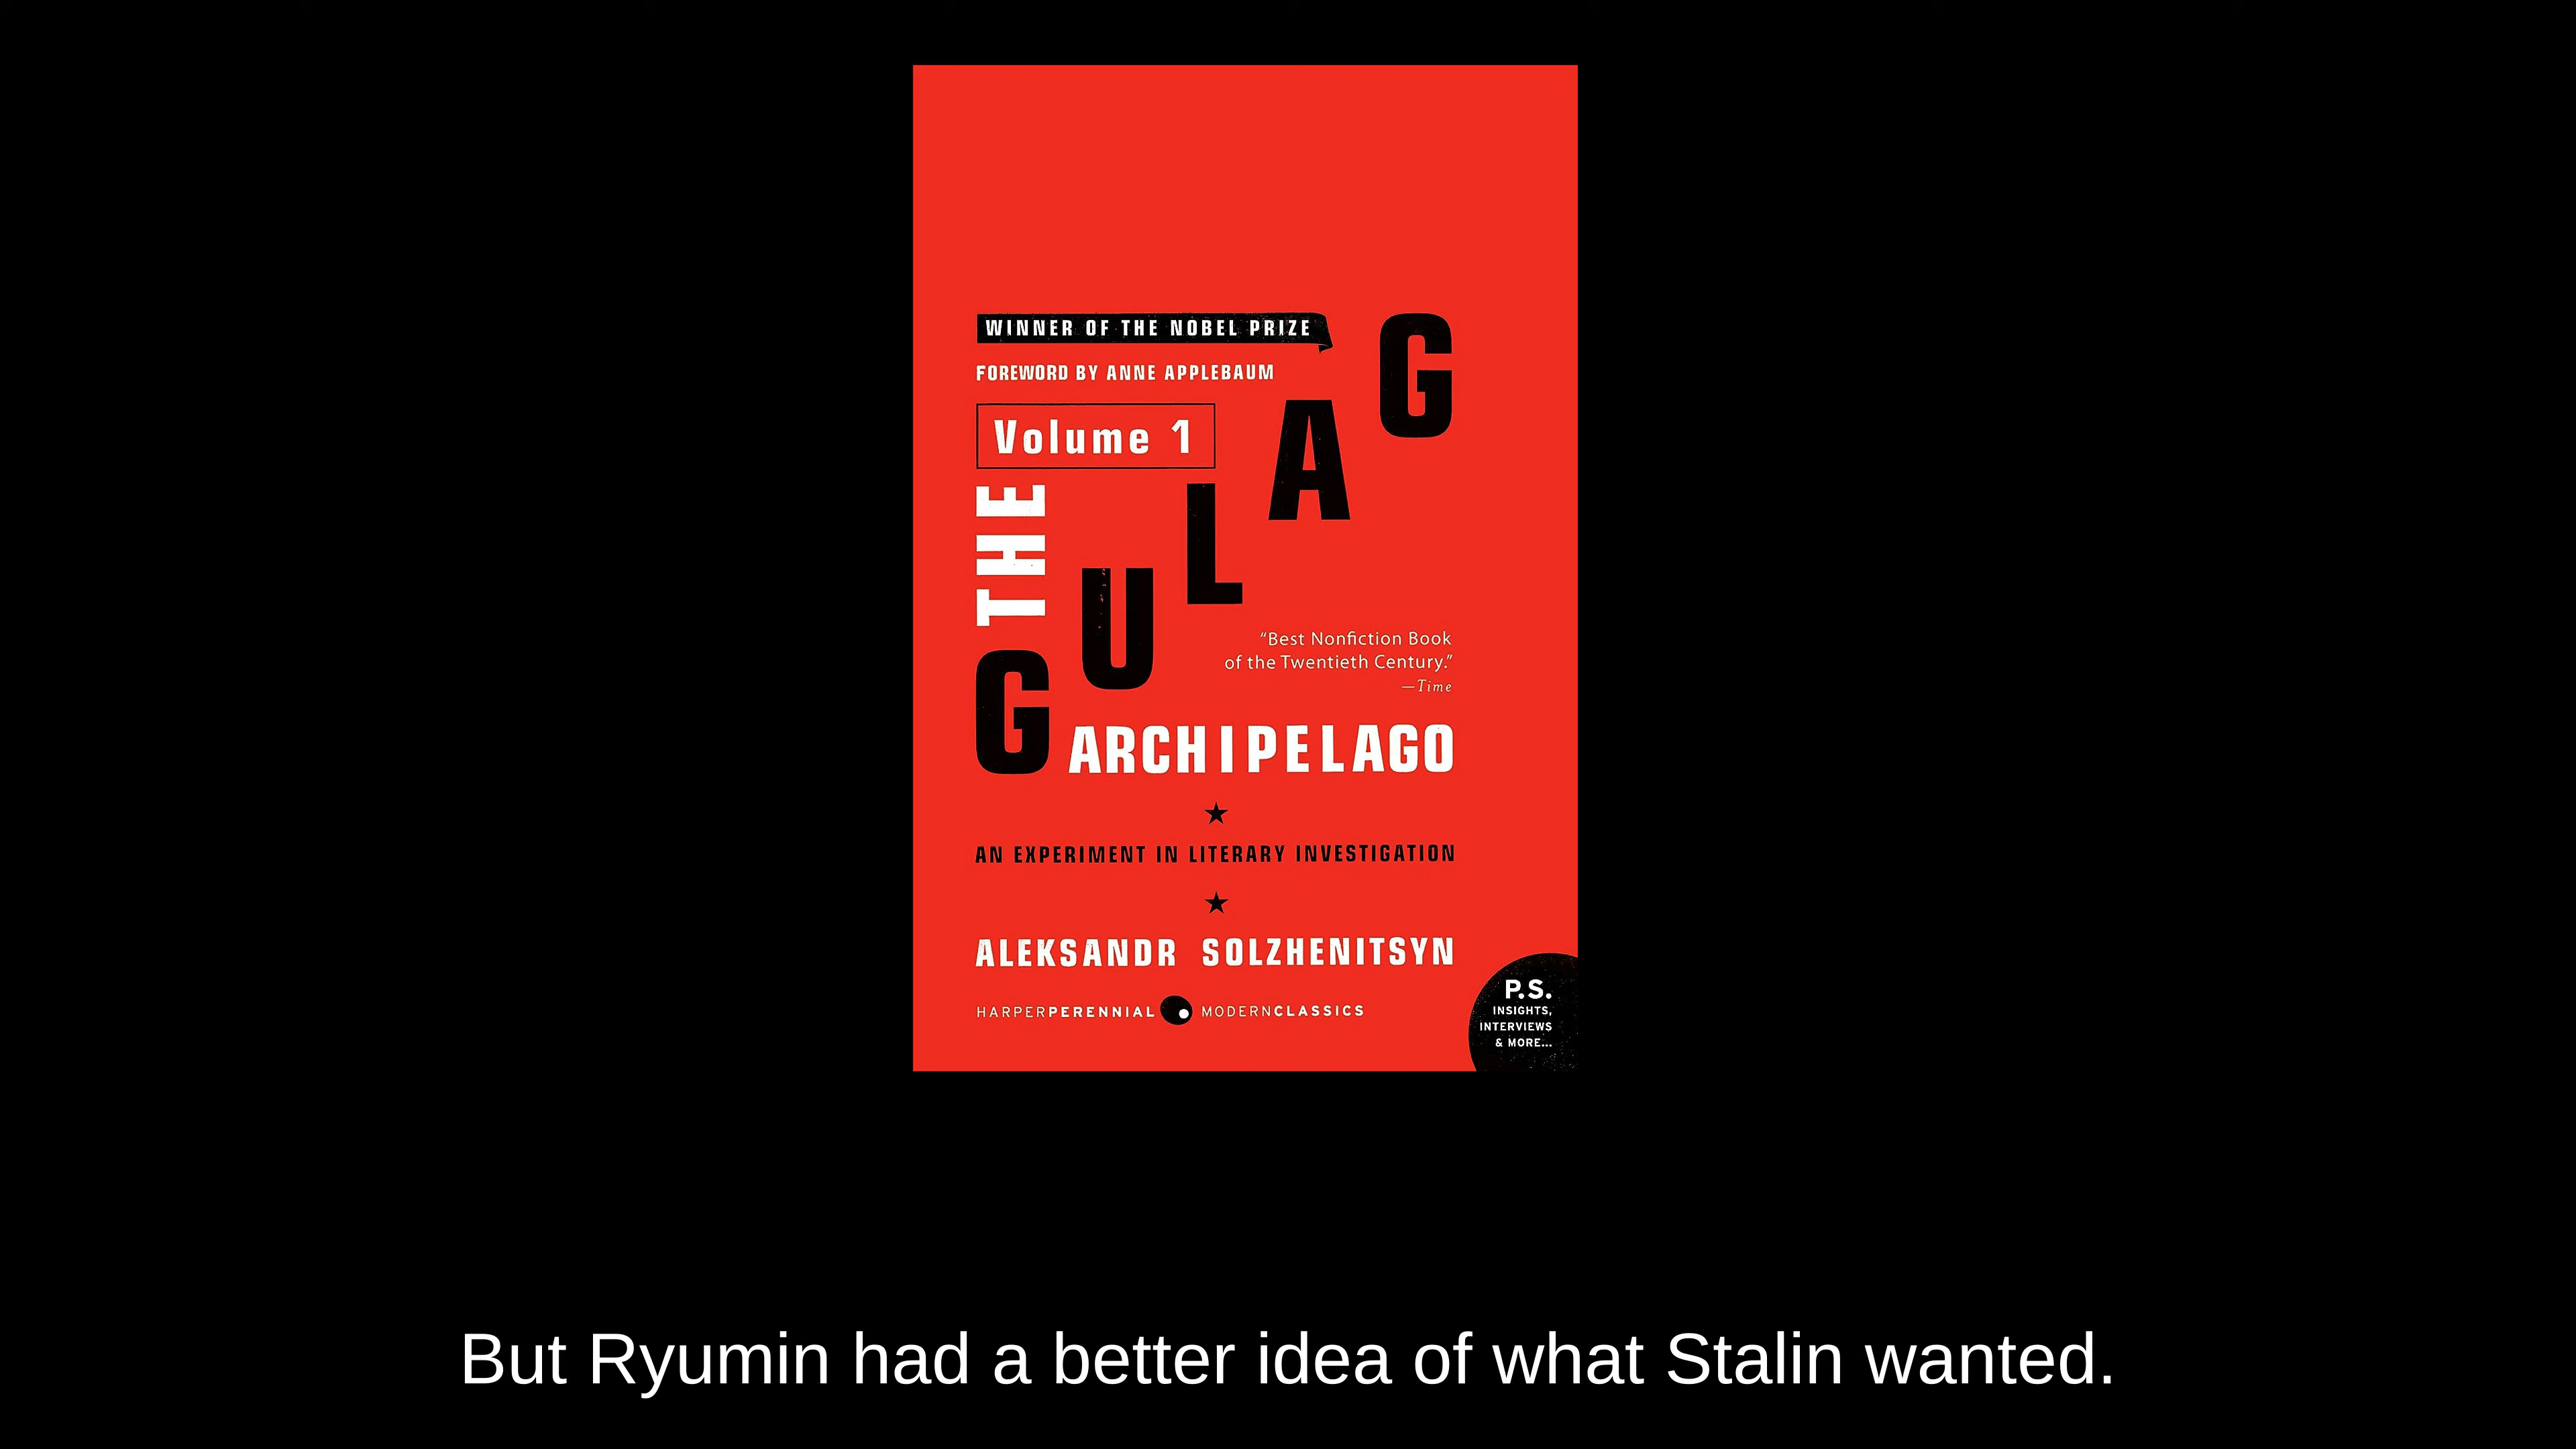 WINNER OF THE NOBEL PRIZE
FOREWORD BY ANNE APPLEBAUM
Volume 1
THE
GULAG
“Best Nonfiction Book
of the Twentieth Century.”
—Time
ARCHIPELAGO
AN EXPERIMENT IN LITERARY INVESTIGATION
ALEKSANDR SOLZHENITSYN
HARPERPERENNIAL MODERNCLASSICS
P.S.
INSIGHTS,
INTERVIEWS
& MORE...
But Ryumin had a better idea of what Stalin wanted.